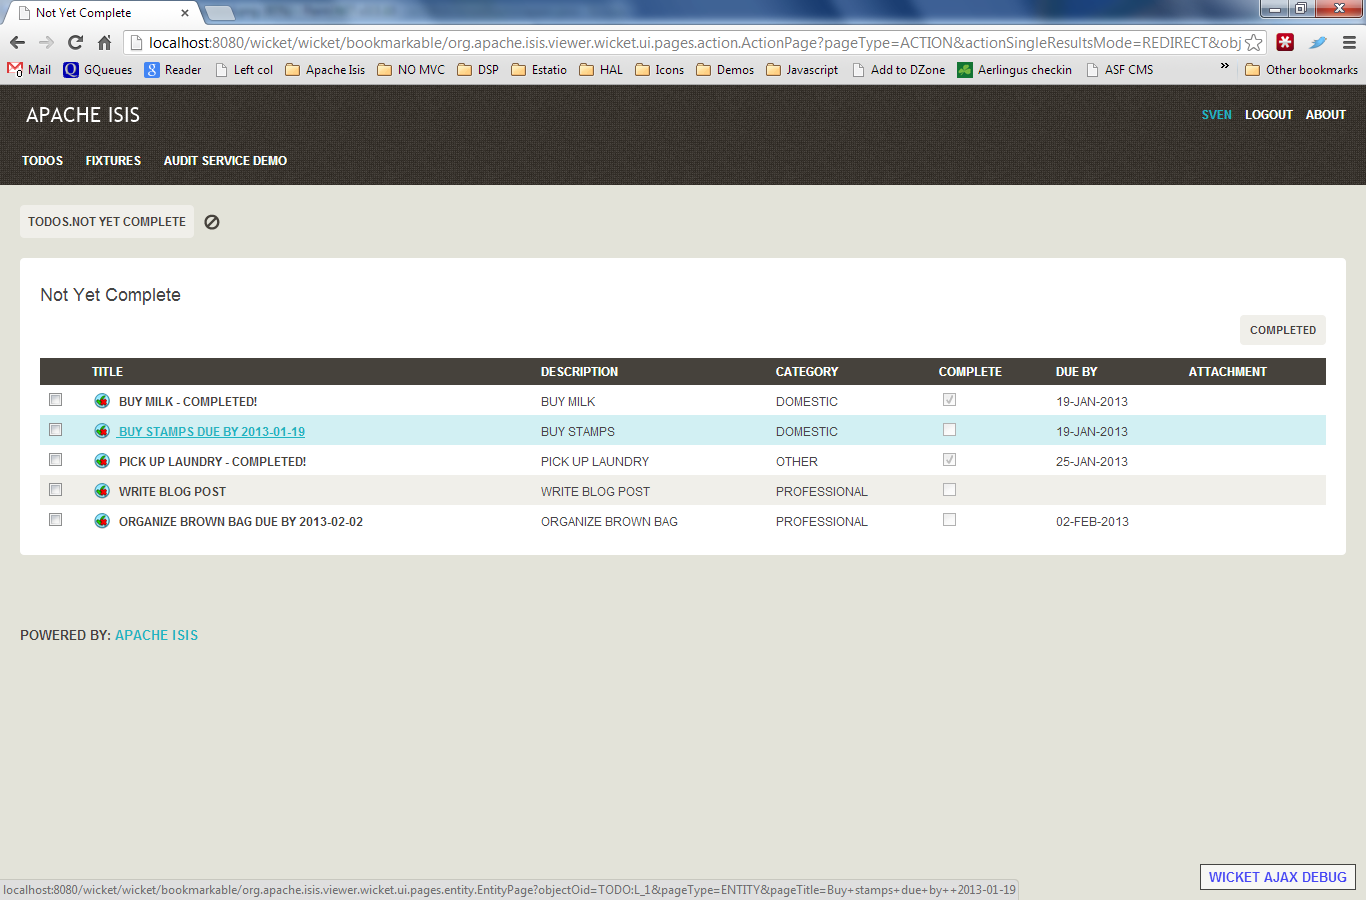 Not Yet Complete
localhost:8080/wicket/wicket/bookmarkable/org.apache.isis.viewer.wicket.ui.pages.action.ActionPage?pageType=ACTION&actionSingleResultsMode=REDIRECT&obj
Mail GQueues Reader Left col Apache Isis NO MVC DSP Estatio HAL Icons Demos Javascript Add to DZone Aerlingus checkin ASF CMS » Other bookmarks
APACHE ISIS
SVEN LOGOUT ABOUT
TODOS FIXTURES AUDIT SERVICE DEMO
TODOS.NOT YET COMPLETE
Not Yet Complete
COMPLETED
TITLE DESCRIPTION CATEGORY COMPLETE DUE BY ATTACHMENT
BUY MILK - COMPLETED! BUY MILK DOMESTIC 19-JAN-2013
BUY STAMPS DUE BY 2013-01-19 BUY STAMPS DOMESTIC 19-JAN-2013
PICK UP LAUNDRY - COMPLETED! PICK UP LAUNDRY OTHER 25-JAN-2013
WRITE BLOG POST WRITE BLOG POST PROFESSIONAL
ORGANIZE BROWN BAG DUE BY 2013-02-02 ORGANIZE BROWN BAG PROFESSIONAL 02-FEB-2013
POWERED BY: APACHE ISIS
WICKET AJAX DEBUG
localhost:8080/wicket/wicket/bookmarkable/org.apache.isis.viewer.wicket.ui.pages.entity.EntityPage?objectOid=TODO:L_1&pageType=ENTITY&pageTitle=Buy+stamps+due+by++2013-01-19